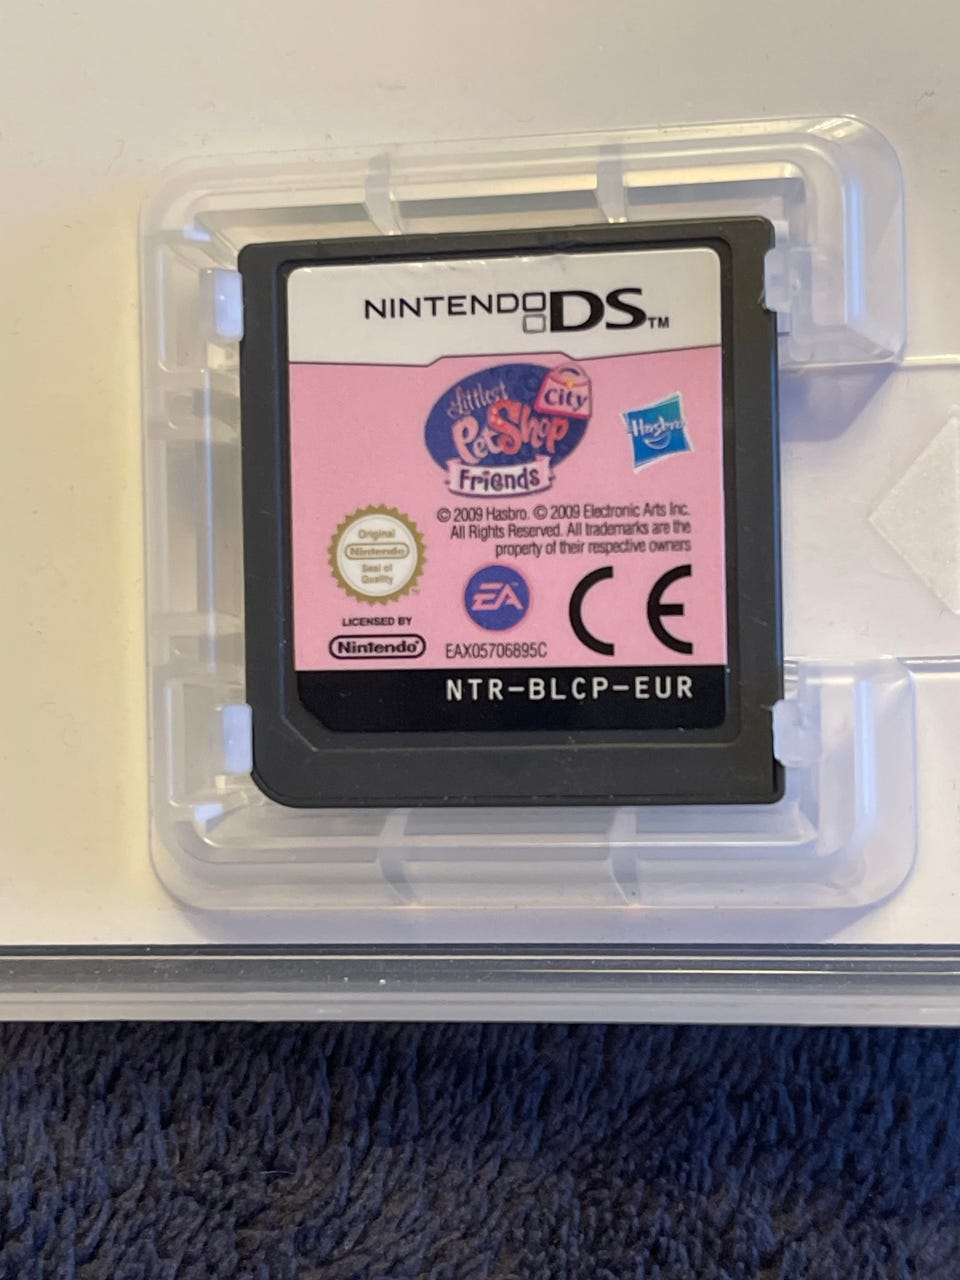 NINTENDO DS™
Littlest
PetShop
City
Friends
Hasbro
© 2009 Hasbro. © 2009 Electronic Arts Inc.
All Rights Reserved. All trademarks are the
property of their respective owners
Original
Nintendo
Seal of
Quality
™
EA™
CE
LICENSED BY
Nintendo®
EAX05706895C
NTR-BLCP-EUR